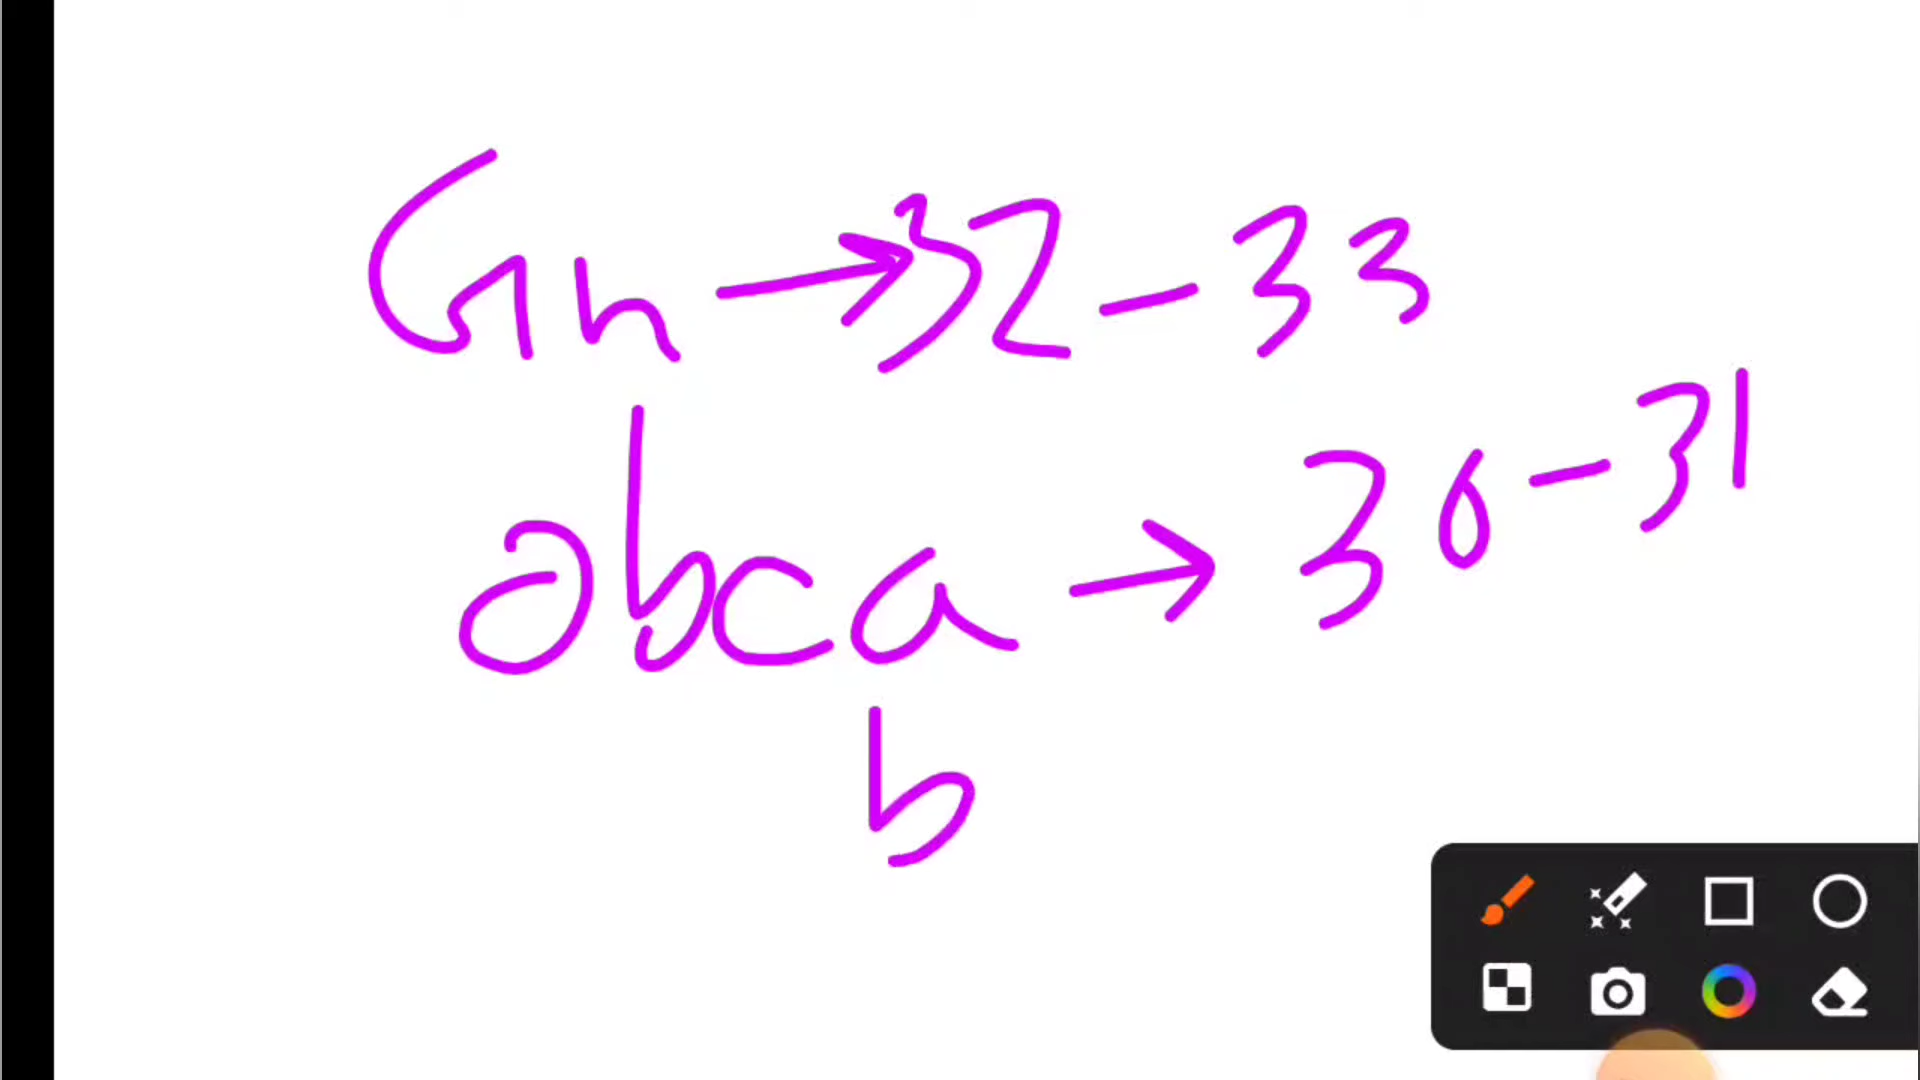 Gn → 32 - 33
abca → 30 - 31
b